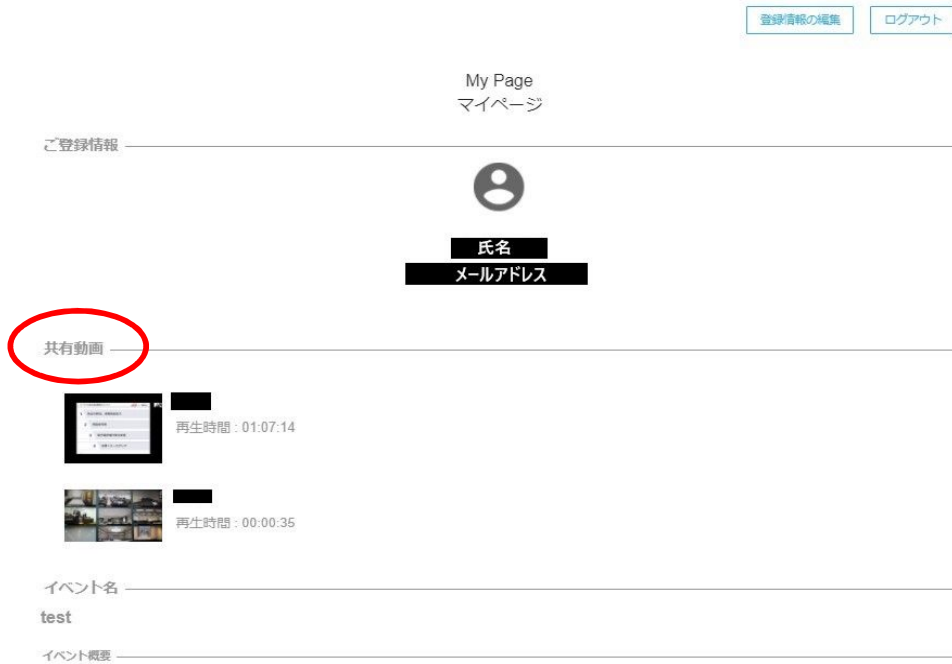 登録情報の編集
ログアウト
My Page
マイページ
ご登録情報
氏名
メールアドレス
共有動画
再生時間 : 01:07:14
再生時間 : 00:00:35
イベント名
test
イベント概要